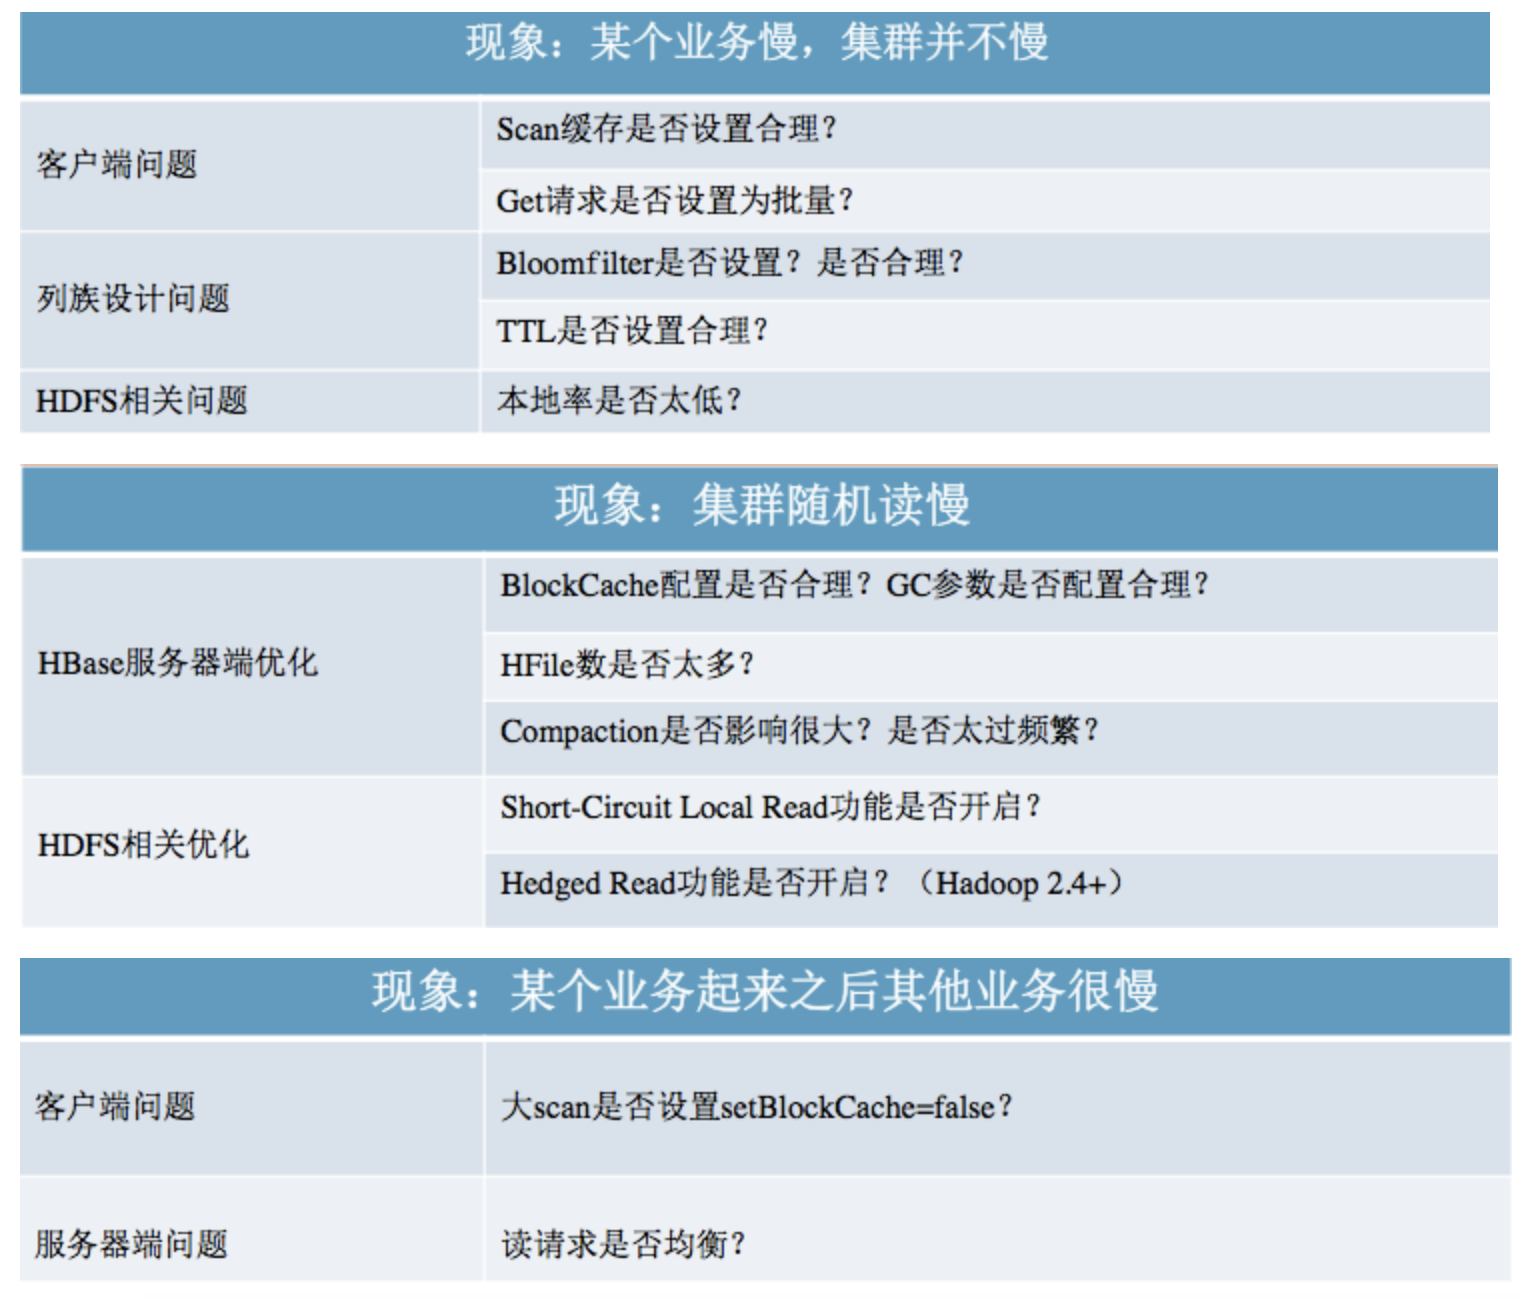 现象：某个业务慢，集群并不慢
客户端问题
Scan缓存是否设置合理？
Get请求是否设置为批量？
列族设计问题
Bloomfilter是否设置？是否合理？
TTL是否设置合理？
HDFS相关问题
本地率是否太低？
现象：集群随机读慢
HBase服务器端优化
BlockCache配置是否合理？GC参数是否配置合理？
HFile数是否太多？
Compaction是否影响很大？是否太过频繁？
HDFS相关优化
Short-Circuit Local Read功能是否开启？
Hedged Read功能是否开启？（Hadoop 2.4+）
现象：某个业务起来之后其他业务很慢
客户端问题
大scan是否设置setBlockCache=false？
服务器端问题
读请求是否均衡？